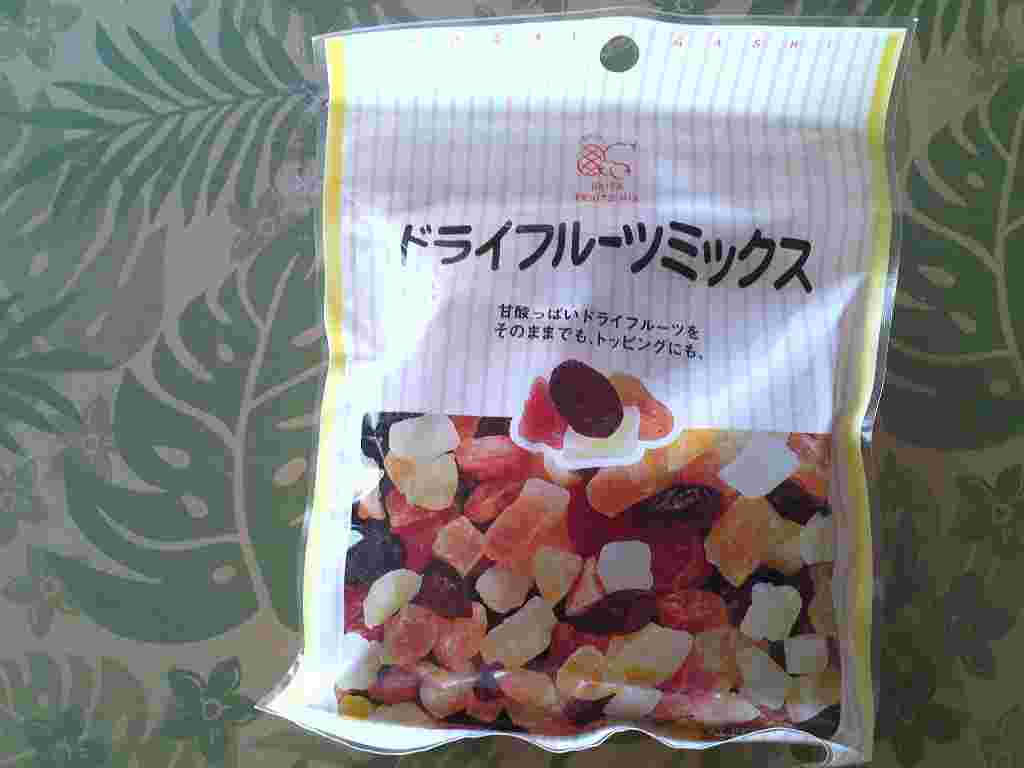 ドライフルーツミックス
甘酸っぱいドライフルーツを
そのままでも、トッピングにも、